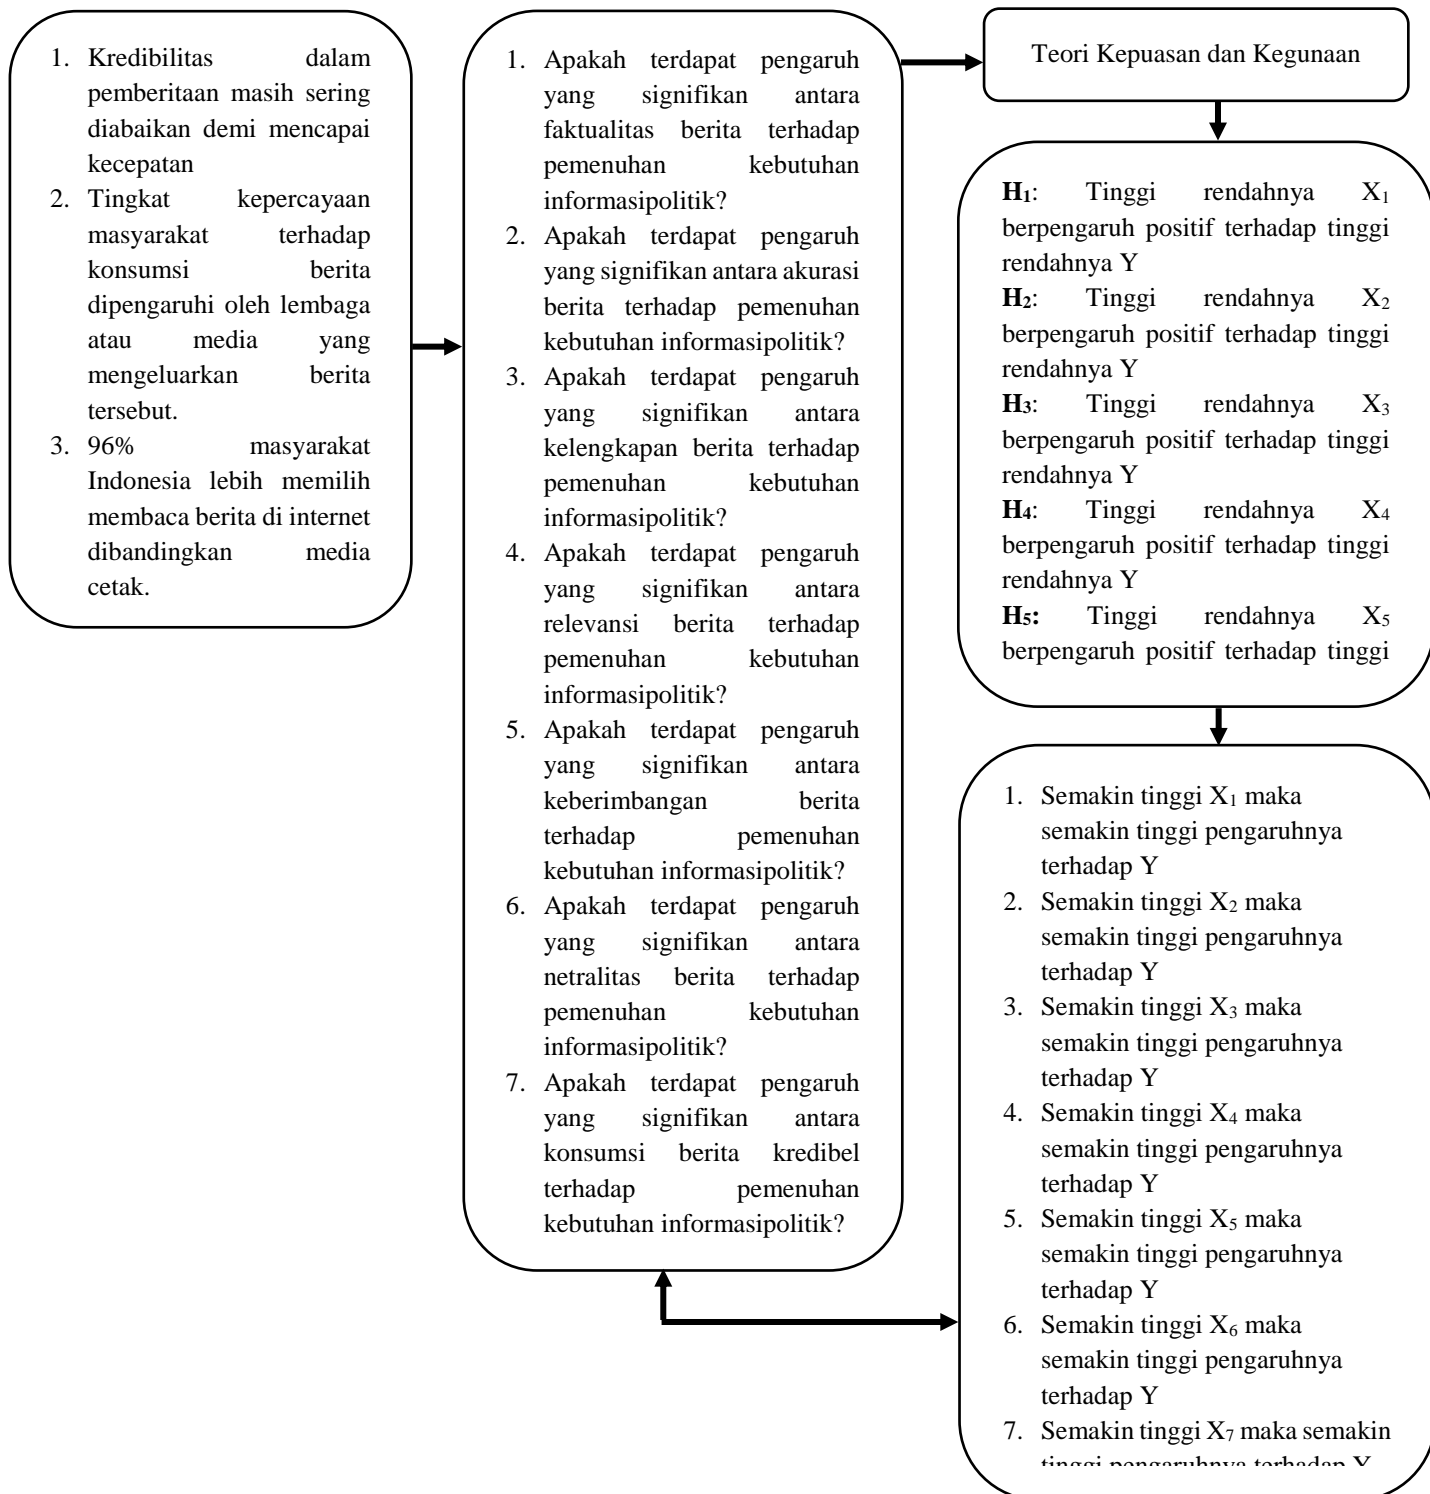 1. Kredibilitas dalam
pemberitaan masih sering
diabaikan demi mencapai
kecepatan
2. Tingkat kepercayaan
masyarakat terhadap
konsumsi berita
dipengaruhi oleh lembaga
atau media yang
mengeluarkan berita
tersebut.
3. 96% masyarakat
Indonesia lebih memilih
membaca berita di internet
dibandingkan media
cetak.
1. Apakah terdapat pengaruh
yang signifikan antara
faktualitas berita terhadap
pemenuhan kebutuhan
informasipolitik?
2. Apakah terdapat pengaruh
yang signifikan antara akurasi
berita terhadap pemenuhan
kebutuhan informasipolitik?
3. Apakah terdapat pengaruh
yang signifikan antara
kelengkapan berita terhadap
pemenuhan kebutuhan
informasipolitik?
4. Apakah terdapat pengaruh
yang signifikan antara
relevansi berita terhadap
pemenuhan kebutuhan
informasipolitik?
5. Apakah terdapat pengaruh
yang signifikan antara
keberimbangan berita
terhadap pemenuhan
kebutuhan informasipolitik?
6. Apakah terdapat pengaruh
yang signifikan antara
netralitas berita terhadap
pemenuhan kebutuhan
informasipolitik?
7. Apakah terdapat pengaruh
yang signifikan antara
konsumsi berita kredibel
terhadap pemenuhan
kebutuhan informasipolitik?
Teori Kepuasan dan Kegunaan
H₁: Tinggi rendahnya X₁
berpengaruh positif terhadap tinggi
rendahnya Y
H₂: Tinggi rendahnya X₂
berpengaruh positif terhadap tinggi
rendahnya Y
H₃: Tinggi rendahnya X₃
berpengaruh positif terhadap tinggi
rendahnya Y
H₄: Tinggi rendahnya X₄
berpengaruh positif terhadap tinggi
rendahnya Y
H₅: Tinggi rendahnya X₅
berpengaruh positif terhadap tinggi
1. Semakin tinggi X₁ maka
semakin tinggi pengaruhnya
terhadap Y
2. Semakin tinggi X₂ maka
semakin tinggi pengaruhnya
terhadap Y
3. Semakin tinggi X₃ maka
semakin tinggi pengaruhnya
terhadap Y
4. Semakin tinggi X₄ maka
semakin tinggi pengaruhnya
terhadap Y
5. Semakin tinggi X₅ maka
semakin tinggi pengaruhnya
terhadap Y
6. Semakin tinggi X₆ maka
semakin tinggi pengaruhnya
terhadap Y
7. Semakin tinggi X₇ maka semakin
tinggi pengaruhnya terhadap Y